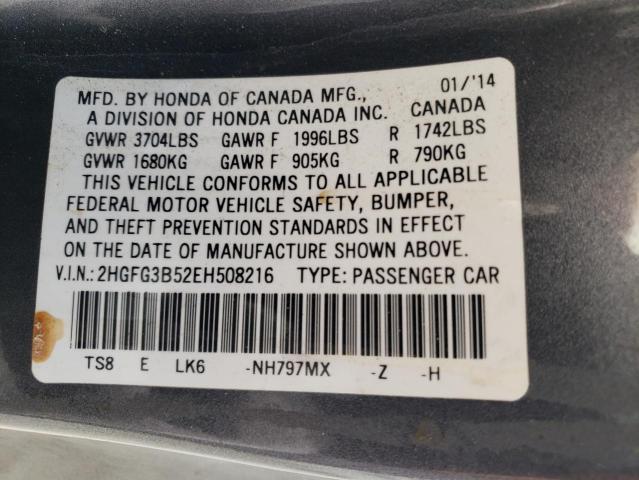 MFD. BY HONDA OF CANADA MFG., 01/'14
A DIVISION OF HONDA CANADA INC. CANADA
GVWR 3704LBS GAWR F 1996LBS R 1742LBS
GVWR 1680KG GAWR F 905KG R 790KG
THIS VEHICLE CONFORMS TO ALL APPLICABLE
FEDERAL MOTOR VEHICLE SAFETY, BUMPER,
AND THEFT PREVENTION STANDARDS IN EFFECT
ON THE DATE OF MANUFACTURE SHOWN ABOVE.
V.I.N.: 2HGFG3B52EH508216 TYPE: PASSENGER CAR
TS8 E LK6 -NH797MX -Z -H